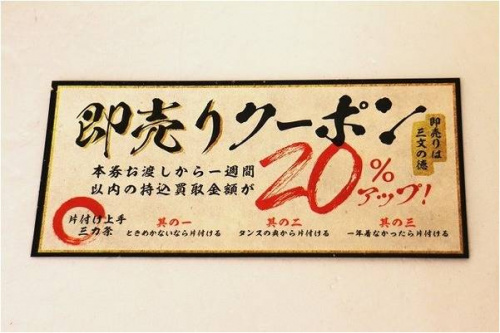 即売りクーポン
即売りは
三文の徳
本券お渡しから一週間
以内の持込買取金額が
20%
アップ!
片付け上手
三カ条
其の一
ときめかないなら片付ける
其の二
タンスの奥から片付ける
其の三
一年着なかったら片付ける